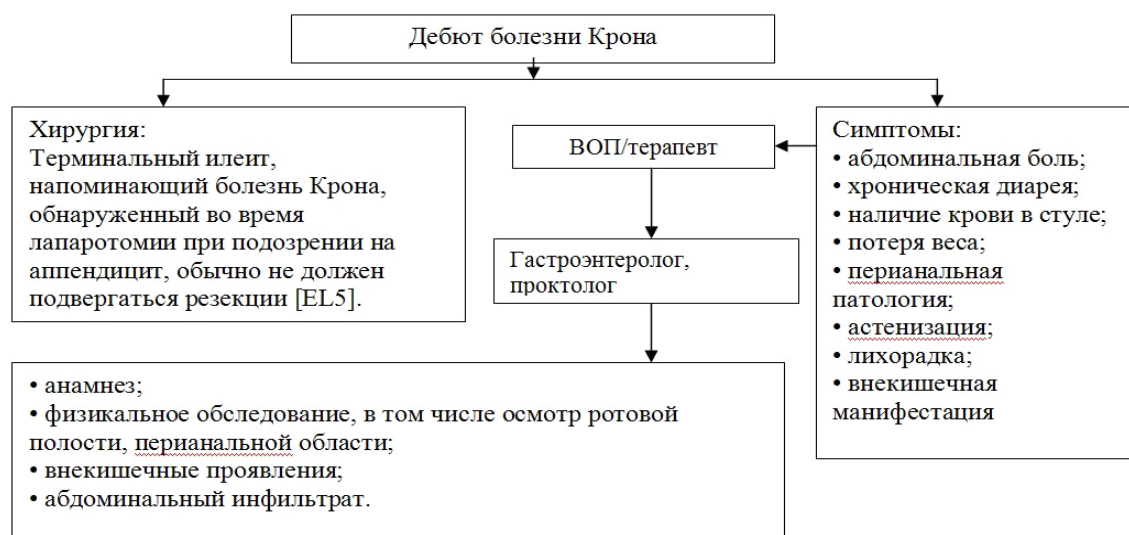 Дебют болезни Крона
Хирургия:
Терминальный илеит,
напоминающий болезнь Крона,
обнаруженный во время
лапаротомии при подозрении на
аппендицит, обычно не должен
подвергаться резекции [EL5].
ВОП/терапевт
Симптомы:
• абдоминальная боль;
• хроническая диарея;
• наличие крови в стуле;
• потеря веса;
• перианальная
патология;
• астенизация;
• лихорадка;
• внекишечная
манифестация
Гастроэнтеролог,
проктолог
• анамнез;
• физикальное обследование, в том числе осмотр ротовой
полости, перианальной области;
• внекишечные проявления;
• абдоминальный инфильтрат.